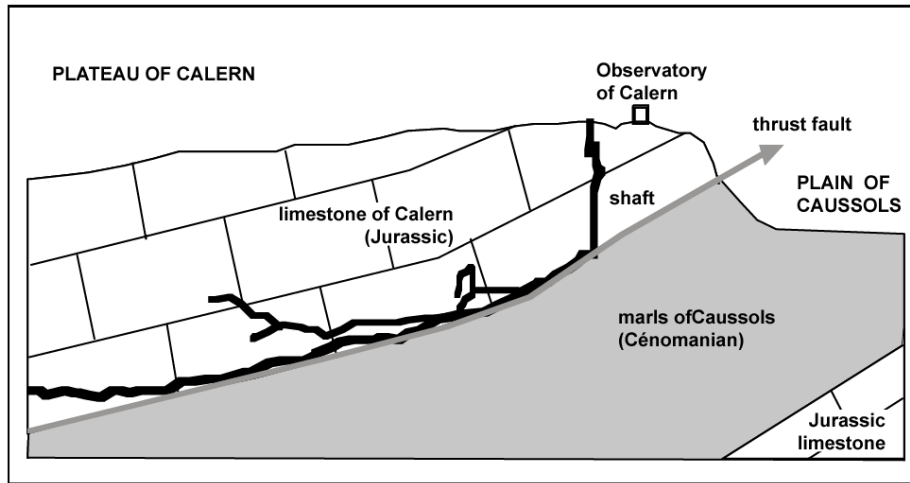 PLATEAU OF CALERN
Observatory
of Calern
thrust fault
PLAIN OF
CAUSSOLS
shaft
limestone of Calern
(Jurassic)
marls ofCaussols
(Cénomanian)
Jurassic
limestone